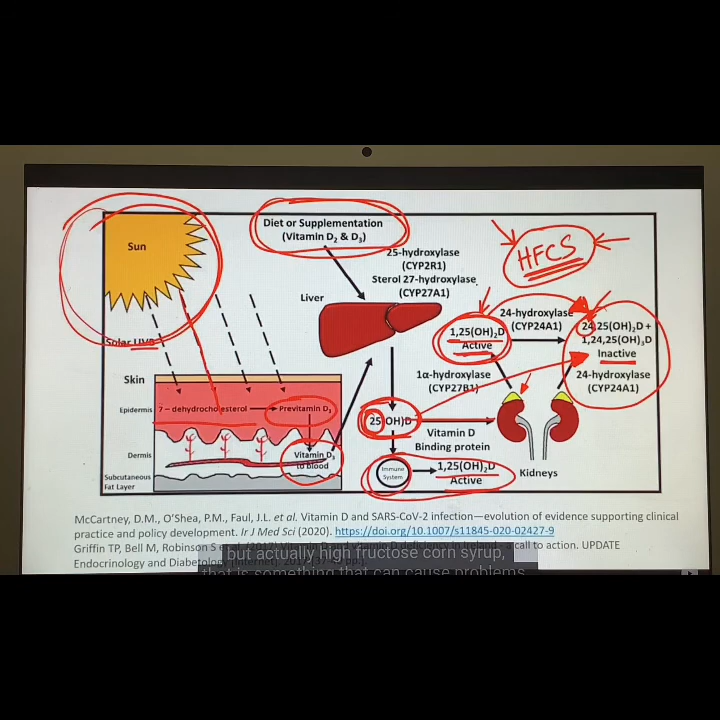 Sun
Solar UVB
Diet or Supplementation
(Vitamin D₂ & D₃)
25-hydroxylase
(CYP2R1)
Sterol 27-hydroxylase
(CYP27A1)
Liver
HFCS
24-hydroxylase
(CYP24A1)
1,25(OH)₂D
Active
24,25(OH)₂D +
1,24,25(OH)₃D
Inactive
24-hydroxylase
(CYP24A1)
1α-hydroxylase
(CYP27B1)
Skin
Epidermis
7 – dehydrocholesterol
Previtamin D₃
Dermis
Vitamin D₃
to blood
Subcutaneous
Fat Layer
25(OH)D
Vitamin D
Binding protein
Immune
System
1,25(OH)₂D
Active
Kidneys
McCartney, D.M., O'Shea, P.M., Faul, J.L. et al. Vitamin D and SARS-CoV-2 infection—evolution of evidence supporting clinical
practice and policy development. Ir J Med Sci (2020). https://doi.org/10.1007/s11845-020-02427-9
Griffin TP, Bell M, Robinson S call to action. UPDATE
Endocrinology and Diabetology
but actually high fructose corn syrup,
that is something that can cause problems